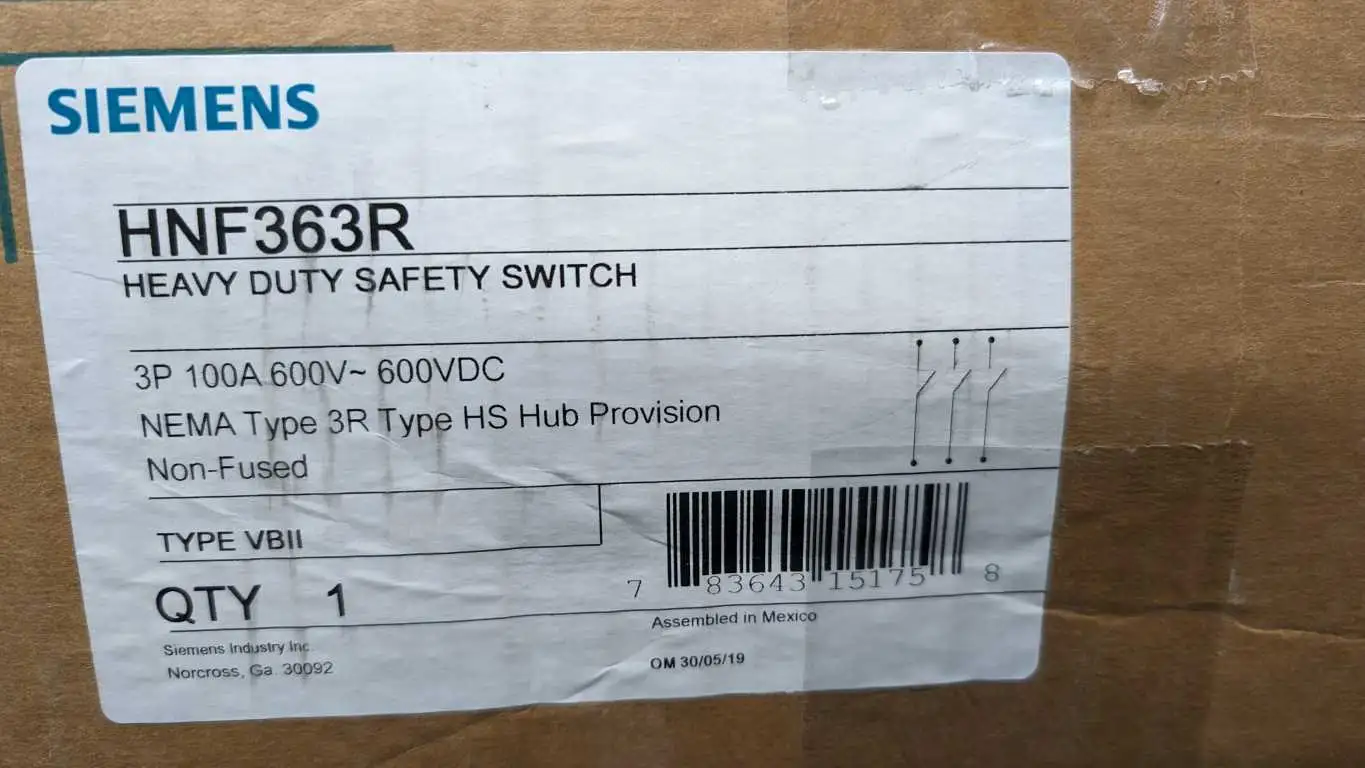 SIEMENS
HNF363R
HEAVY DUTY SAFETY SWITCH
3P 100A 600V~ 600VDC
NEMA Type 3R Type HS Hub Provision
Non-Fused
TYPE VBII
QTY 1
7 83643 15175 8
Assembled in Mexico
Siemens Industry Inc.
Norcross, Ga. 30092
OM 30/05/19